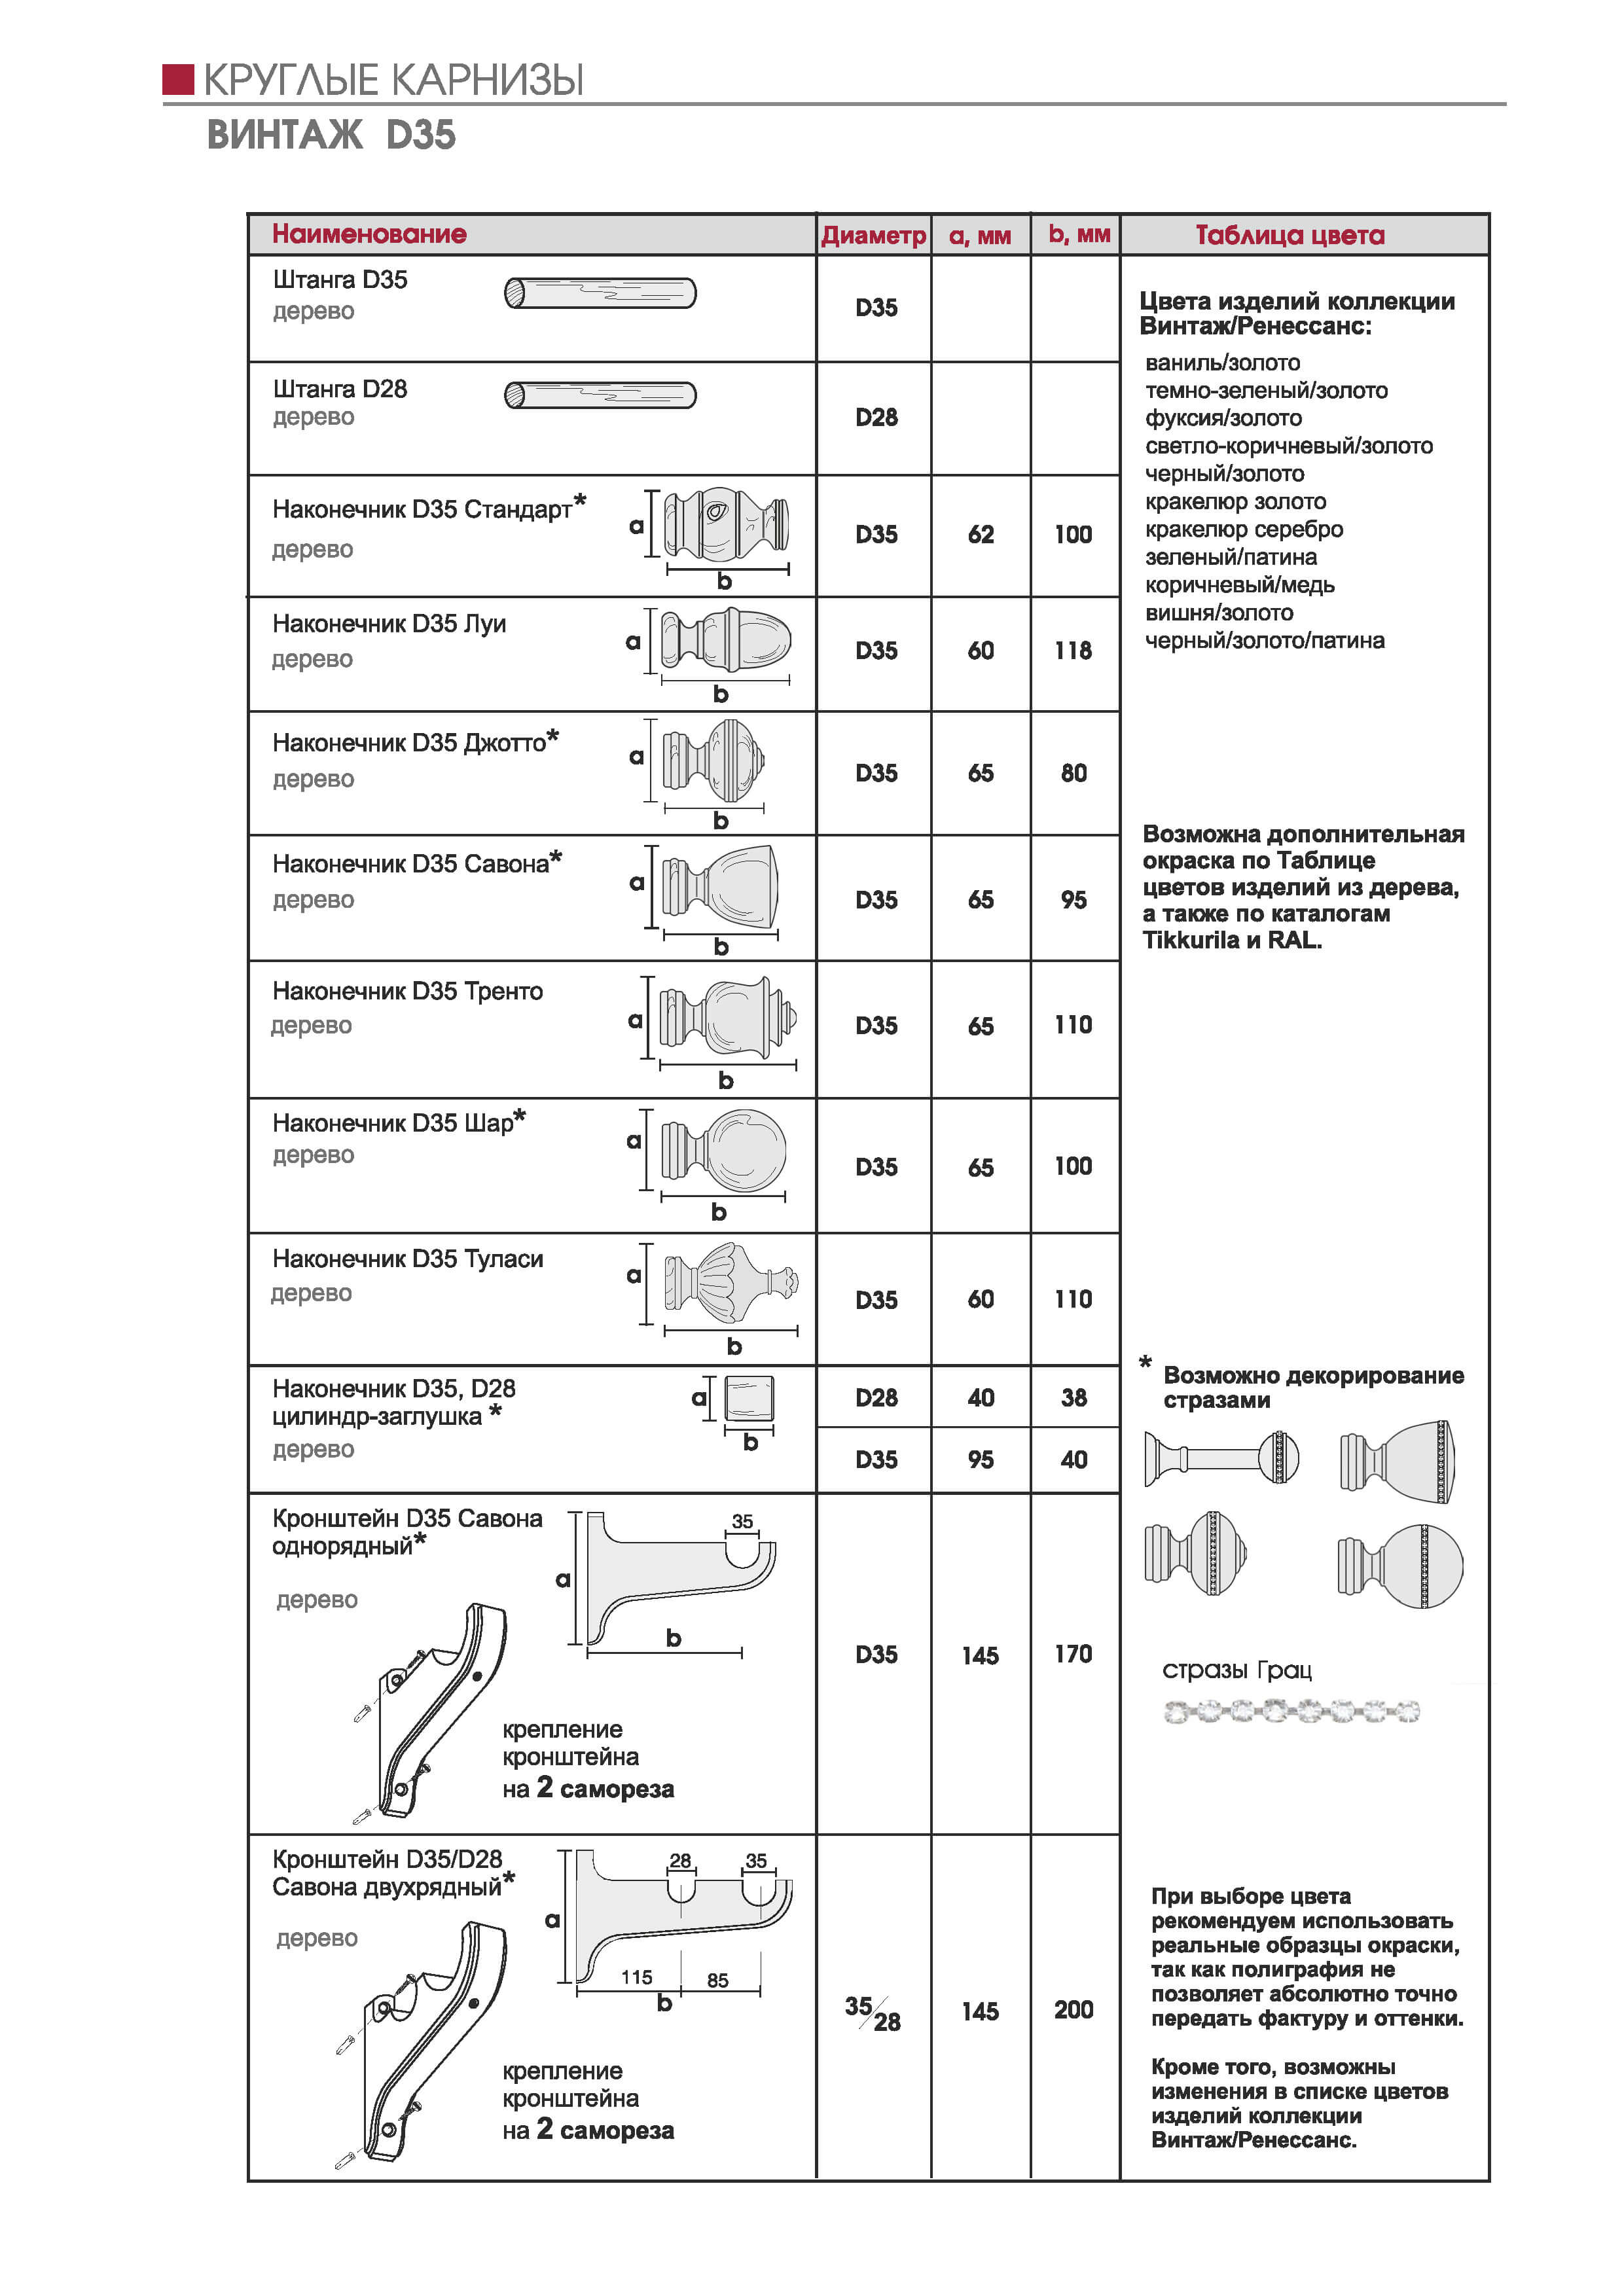 КРУГЛЫЕ КАРНИЗЫ
ВИНТАЖ D35
Наименование Диаметр a, мм b, мм Таблица цвета
Штанга D35
дерево
D35
Штанга D28
дерево
D28
Наконечник D35 Стандарт*
дерево
a
b
D35 62 100
Наконечник D35 Луи
дерево
a
b
D35 60 118
Наконечник D35 Джотто*
дерево
a
b
D35 65 80
Наконечник D35 Савона*
дерево
a
b
D35 65 95
Наконечник D35 Тренто
дерево
a
b
D35 65 110
Наконечник D35 Шар*
дерево
a
b
D35 65 100
Наконечник D35 Туласи
дерево
a
b
D35 60 110
Наконечник D35, D28
цилиндр-заглушка *
дерево
a
b
D28 40 38
D35 95 40
Кронштейн D35 Савона
однорядный*
дерево
35
a
b
крепление
кронштейна
на 2 самореза
D35 145 170
Кронштейн D35/D28
Савона двухрядный*
дерево
28 35
a
115 85
b
крепление
кронштейна
на 2 самореза
35/28 145 200
Цвета изделий коллекции
Винтаж/Ренессанс:
ваниль/золото
темно-зеленый/золото
фуксия/золото
светло-коричневый/золото
черный/золото
кракелюр золото
кракелюр серебро
зеленый/патина
коричневый/медь
вишня/золото
черный/золото/патина
Возможна дополнительная
окраска по Таблице
цветов изделий из дерева,
а также по каталогам
Tikkurila и RAL.
* Возможно декорирование
стразами
стразы Грац
При выборе цвета
рекомендуем использовать
реальные образцы окраски,
так как полиграфия не
позволяет абсолютно точно
передать фактуру и оттенки.
Кроме того, возможны
изменения в списке цветов
изделий коллекции
Винтаж/Ренессанс.